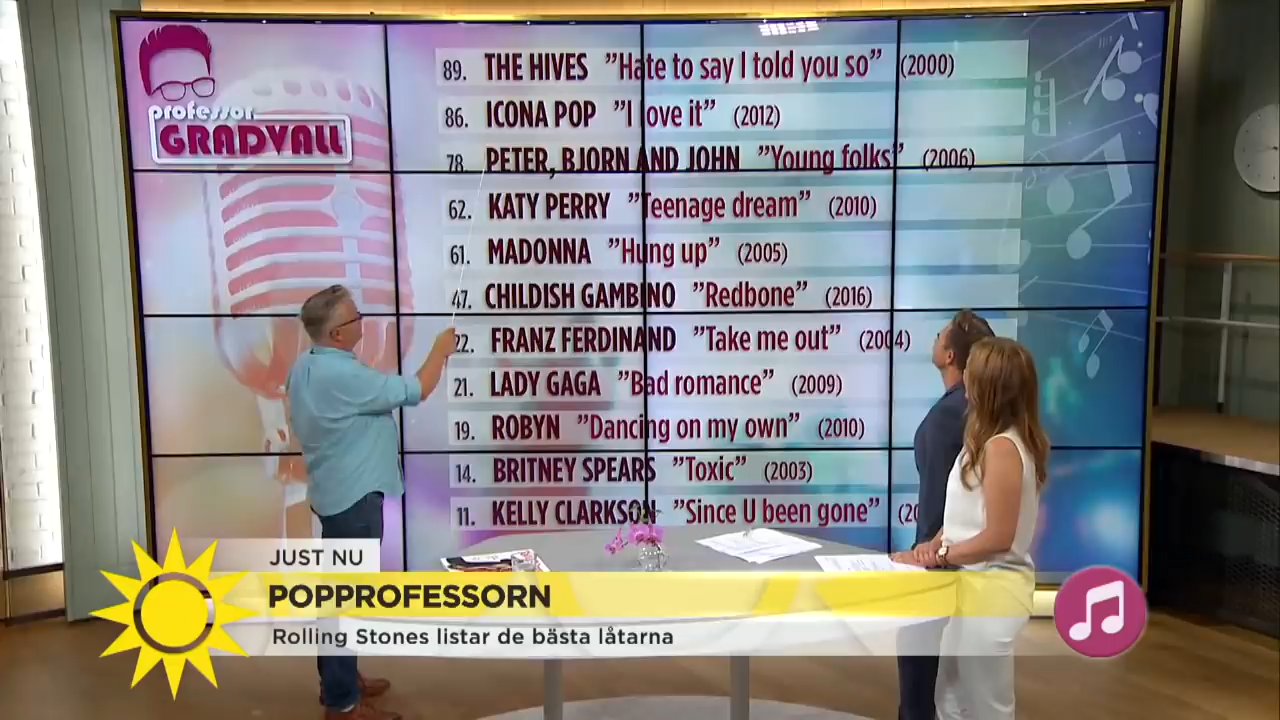 professor
GRADVALL
89. THE HIVES ”Hate to say I told you so” (2000)
86. ICONA POP ”I love it” (2012)
78. PETER, BJORN AND JOHN ”Young folks” (2006)
62. KATY PERRY ”Teenage dream” (2010)
61. MADONNA ”Hung up” (2005)
47. CHILDISH GAMBINO ”Redbone” (2016)
22. FRANZ FERDINAND ”Take me out” (2004)
21. LADY GAGA ”Bad romance” (2009)
19. ROBYN ”Dancing on my own” (2010)
14. BRITNEY SPEARS ”Toxic” (2003)
11. KELLY CLARKSON ”Since U been gone” (20
JUST NU
POPPROFESSORN
Rolling Stones listar de bästa låtarna